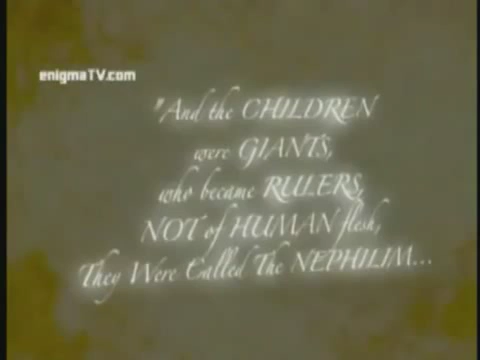 enigmaTV.com
"And the CHILDREN
were GIANTS,
who became RULERS,
NOT of HUMAN flesh,
They Were Called The NEPHILIM...